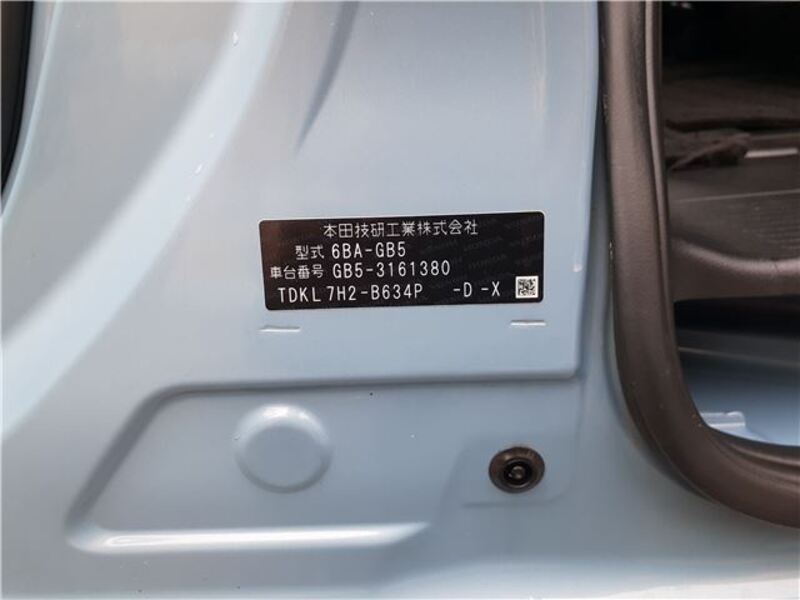 本田技研工業株式会社
型式 6BA-GB5
車台番号 GB5-3161380
TDKL 7H2-B634P -D -X